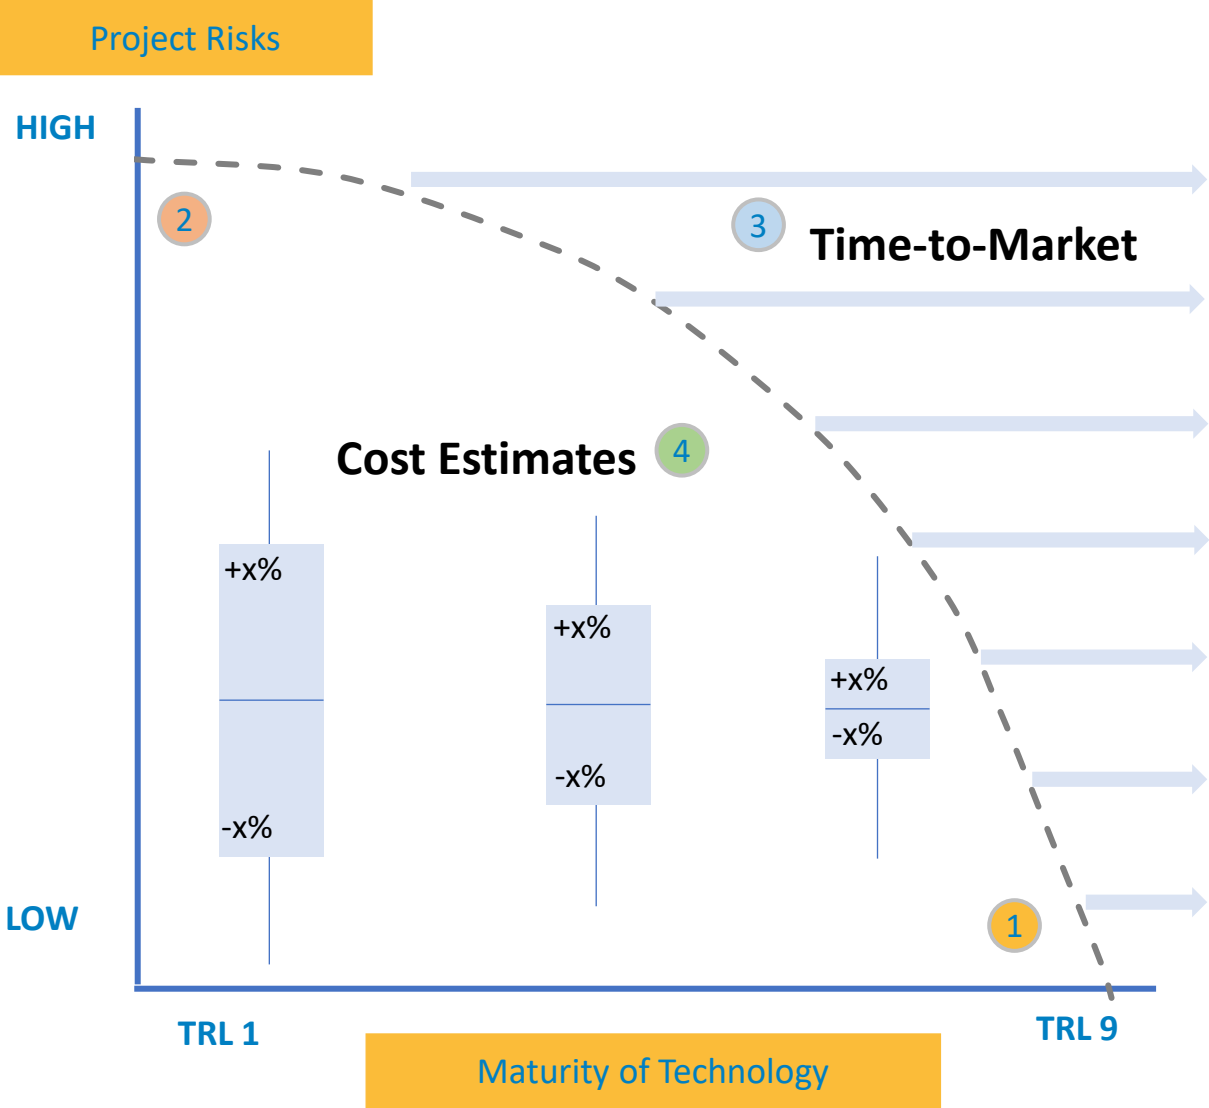 Project Risks
HIGH
2
3
Time-to-Market
Cost Estimates
4
+x%
+x%
+x%
-x%
-x%
-x%
LOW
1
TRL 1
TRL 9
Maturity of Technology